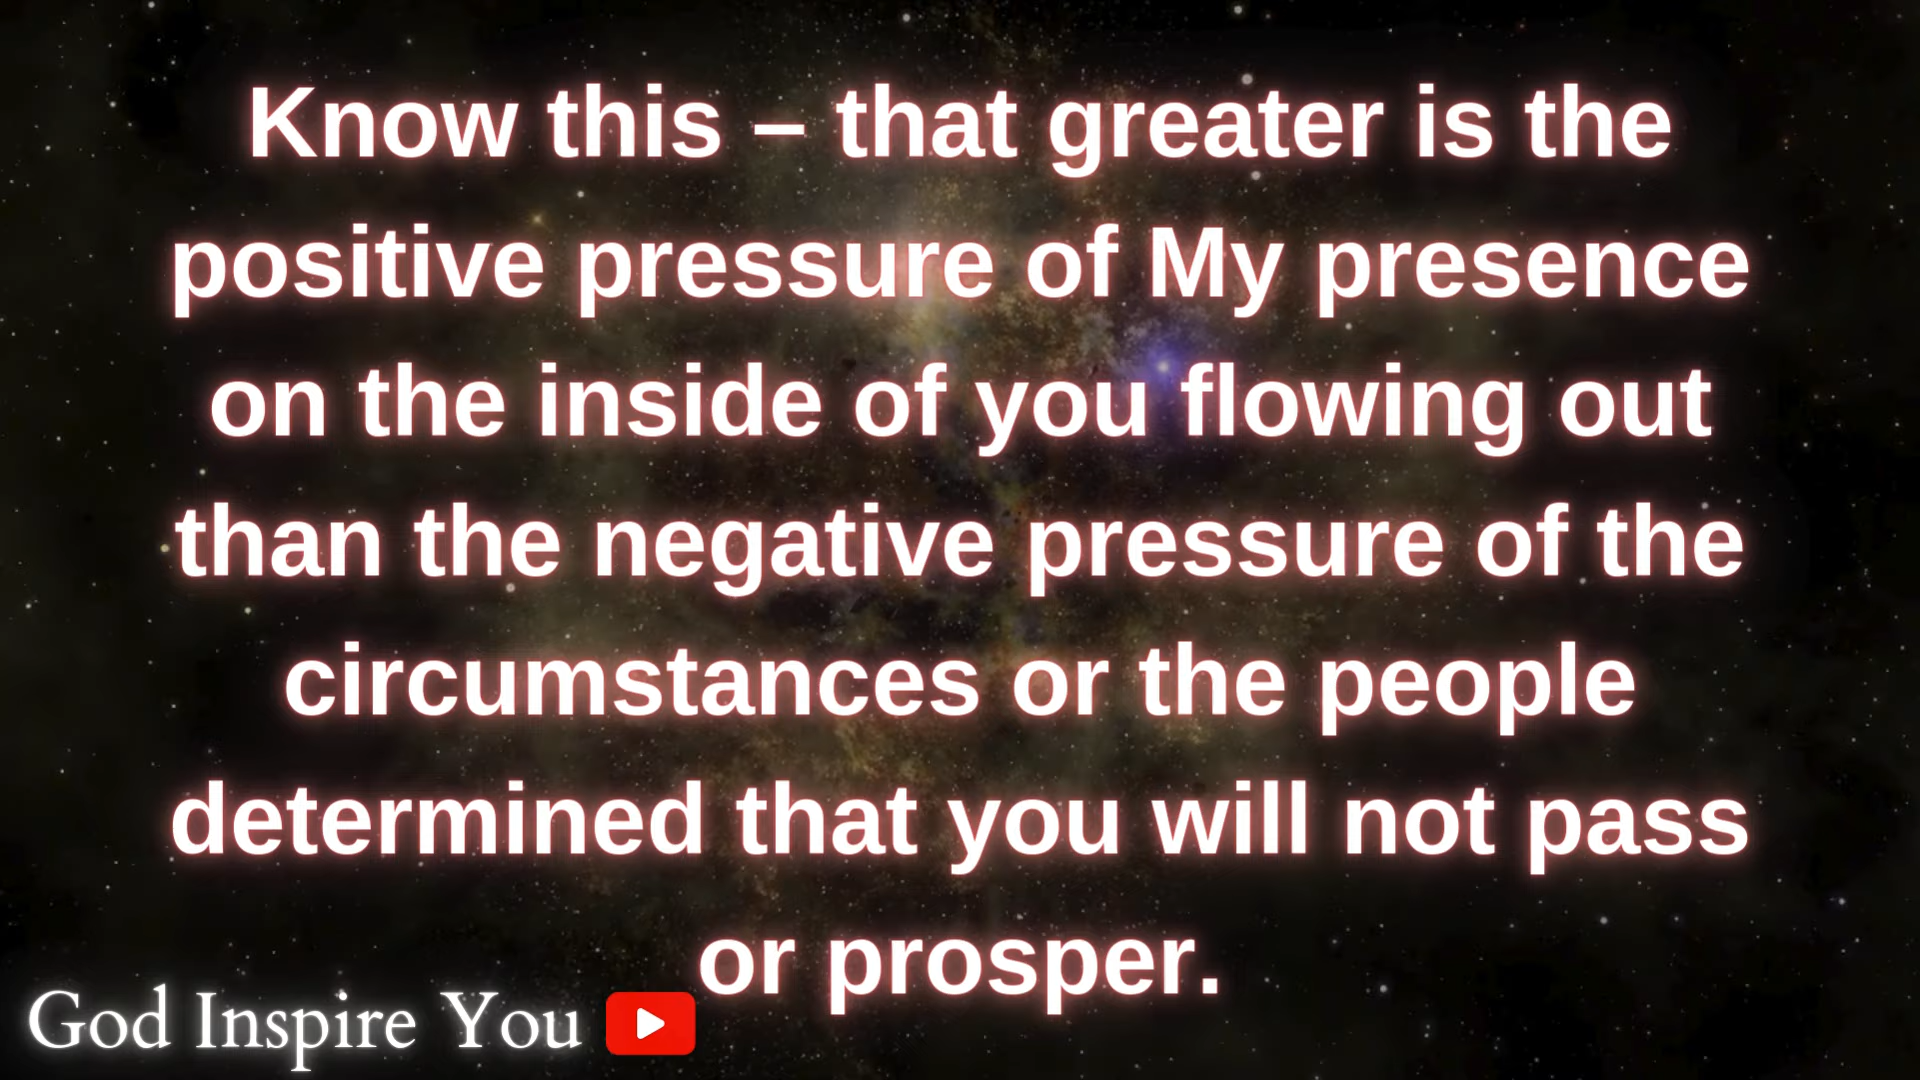 Know this – that greater is the
positive pressure of My presence
on the inside of you flowing out
than the negative pressure of the
circumstances or the people
determined that you will not pass
or prosper.
God Inspire You